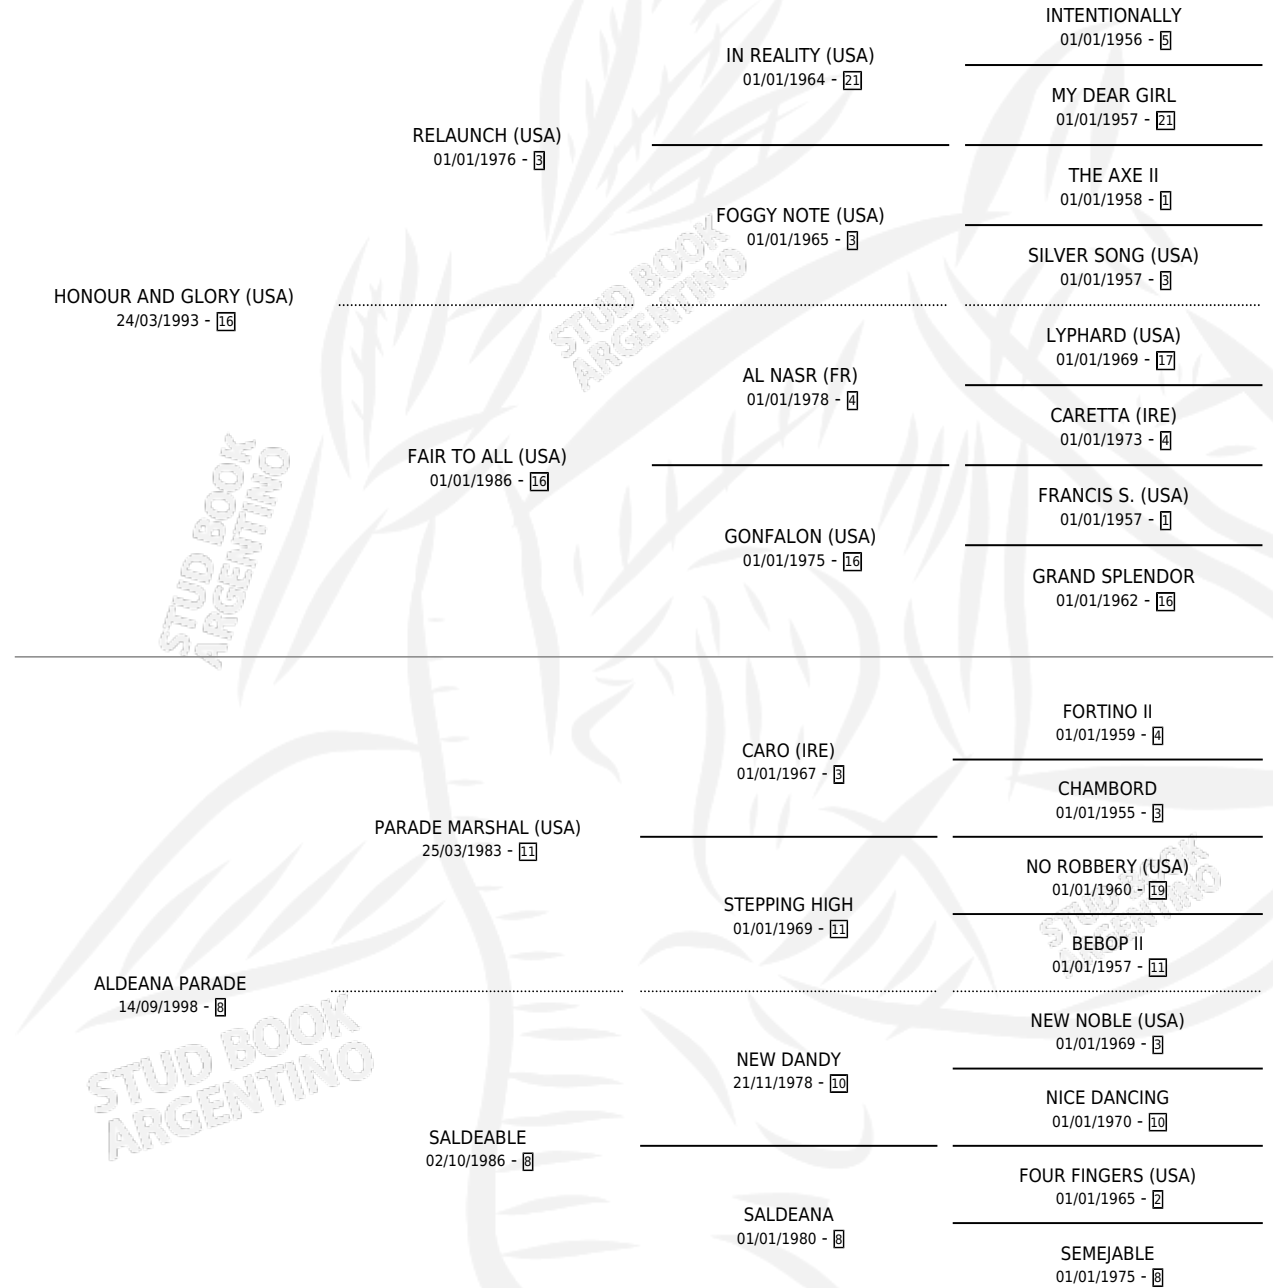 INTENTIONALLY
01/01/1956 - 5
IN REALITY (USA)
01/01/1964 - 21
MY DEAR GIRL
01/01/1957 - 21
RELAUNCH (USA)
01/01/1976 - 3
THE AXE II
01/01/1958 - 1
FOGGY NOTE (USA)
01/01/1965 - 3
SILVER SONG (USA)
01/01/1957 - 3
HONOUR AND GLORY (USA)
24/03/1993 - 16
LYPHARD (USA)
01/01/1969 - 17
AL NASR (FR)
01/01/1978 - 4
CARETTA (IRE)
01/01/1973 - 4
FAIR TO ALL (USA)
01/01/1986 - 16
FRANCIS S. (USA)
01/01/1957 - 1
GONFALON (USA)
01/01/1975 - 16
GRAND SPLENDOR
01/01/1962 - 16
FORTINO II
01/01/1959 - 4
CARO (IRE)
01/01/1967 - 3
CHAMBORD
01/01/1955 - 3
PARADE MARSHAL (USA)
25/03/1983 - 11
NO ROBBERY (USA)
01/01/1960 - 19
STEPPING HIGH
01/01/1969 - 11
BEBOP II
01/01/1957 - 11
ALDEANA PARADE
14/09/1998 - 8
NEW NOBLE (USA)
01/01/1969 - 3
NEW DANDY
21/11/1978 - 10
NICE DANCING
01/01/1970 - 10
SALDEABLE
02/10/1986 - 8
FOUR FINGERS (USA)
01/01/1965 - 2
SALDEANA
01/01/1980 - 8
SEMEJABLE
01/01/1975 - 8
STUD BOOK
ARGENTINO
STUD BOOK
ARGENTINO
STUD BOOK
ARGENTINO
STUD BOOK
ARGENTINO